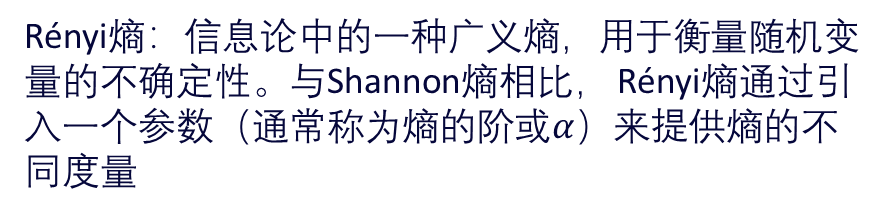 Rényi熵：信息论中的一种广义熵，用于衡量随机变
量的不确定性。与Shannon熵相比，Rényi熵通过引
入一个参数（通常称为熵的阶或𝛼）来提供熵的不
同度量